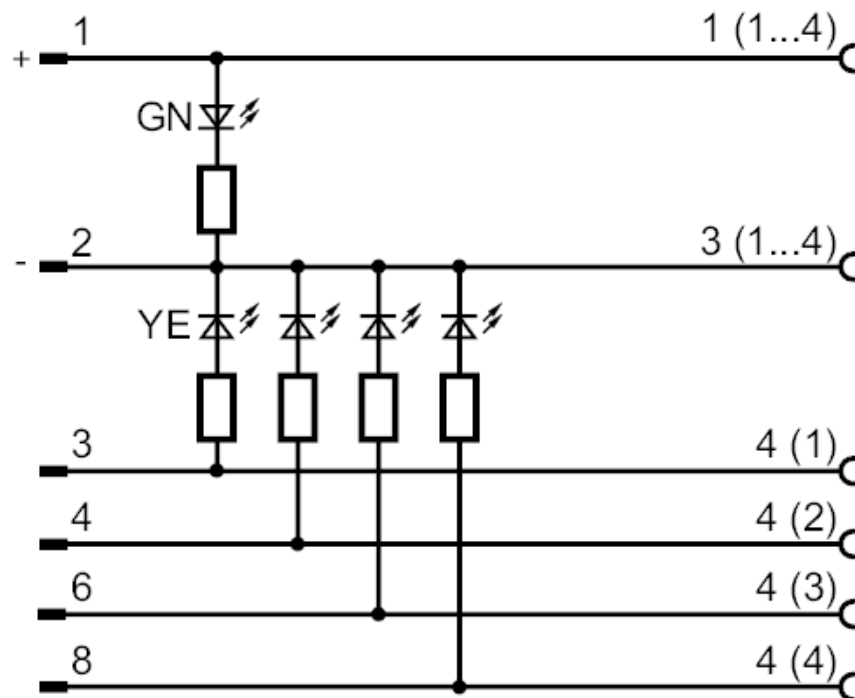 1 1 (1...4)
+
GN
2 3 (1...4)
-
YE
3 4 (1)
4 4 (2)
6 4 (3)
8 4 (4)